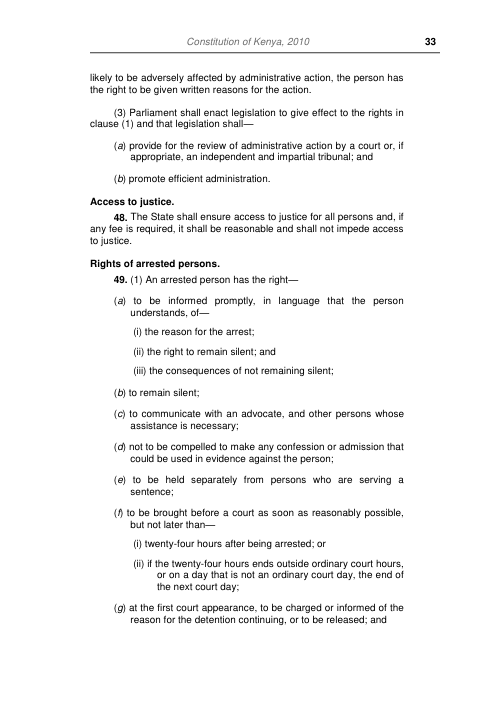 Constitution of Kenya, 2010 33
likely to be adversely affected by administrative action, the person has
the right to be given written reasons for the action.
(3) Parliament shall enact legislation to give effect to the rights in
clause (1) and that legislation shall—
(a) provide for the review of administrative action by a court or, if
appropriate, an independent and impartial tribunal; and
(b) promote efficient administration.
Access to justice.
48. The State shall ensure access to justice for all persons and, if
any fee is required, it shall be reasonable and shall not impede access
to justice.
Rights of arrested persons.
49. (1) An arrested person has the right—
(a) to be informed promptly, in language that the person
understands, of—
(i) the reason for the arrest;
(ii) the right to remain silent; and
(iii) the consequences of not remaining silent;
(b) to remain silent;
(c) to communicate with an advocate, and other persons whose
assistance is necessary;
(d) not to be compelled to make any confession or admission that
could be used in evidence against the person;
(e) to be held separately from persons who are serving a
sentence;
(f) to be brought before a court as soon as reasonably possible,
but not later than—
(i) twenty-four hours after being arrested; or
(ii) if the twenty-four hours ends outside ordinary court hours,
or on a day that is not an ordinary court day, the end of
the next court day;
(g) at the first court appearance, to be charged or informed of the
reason for the detention continuing, or to be released; and